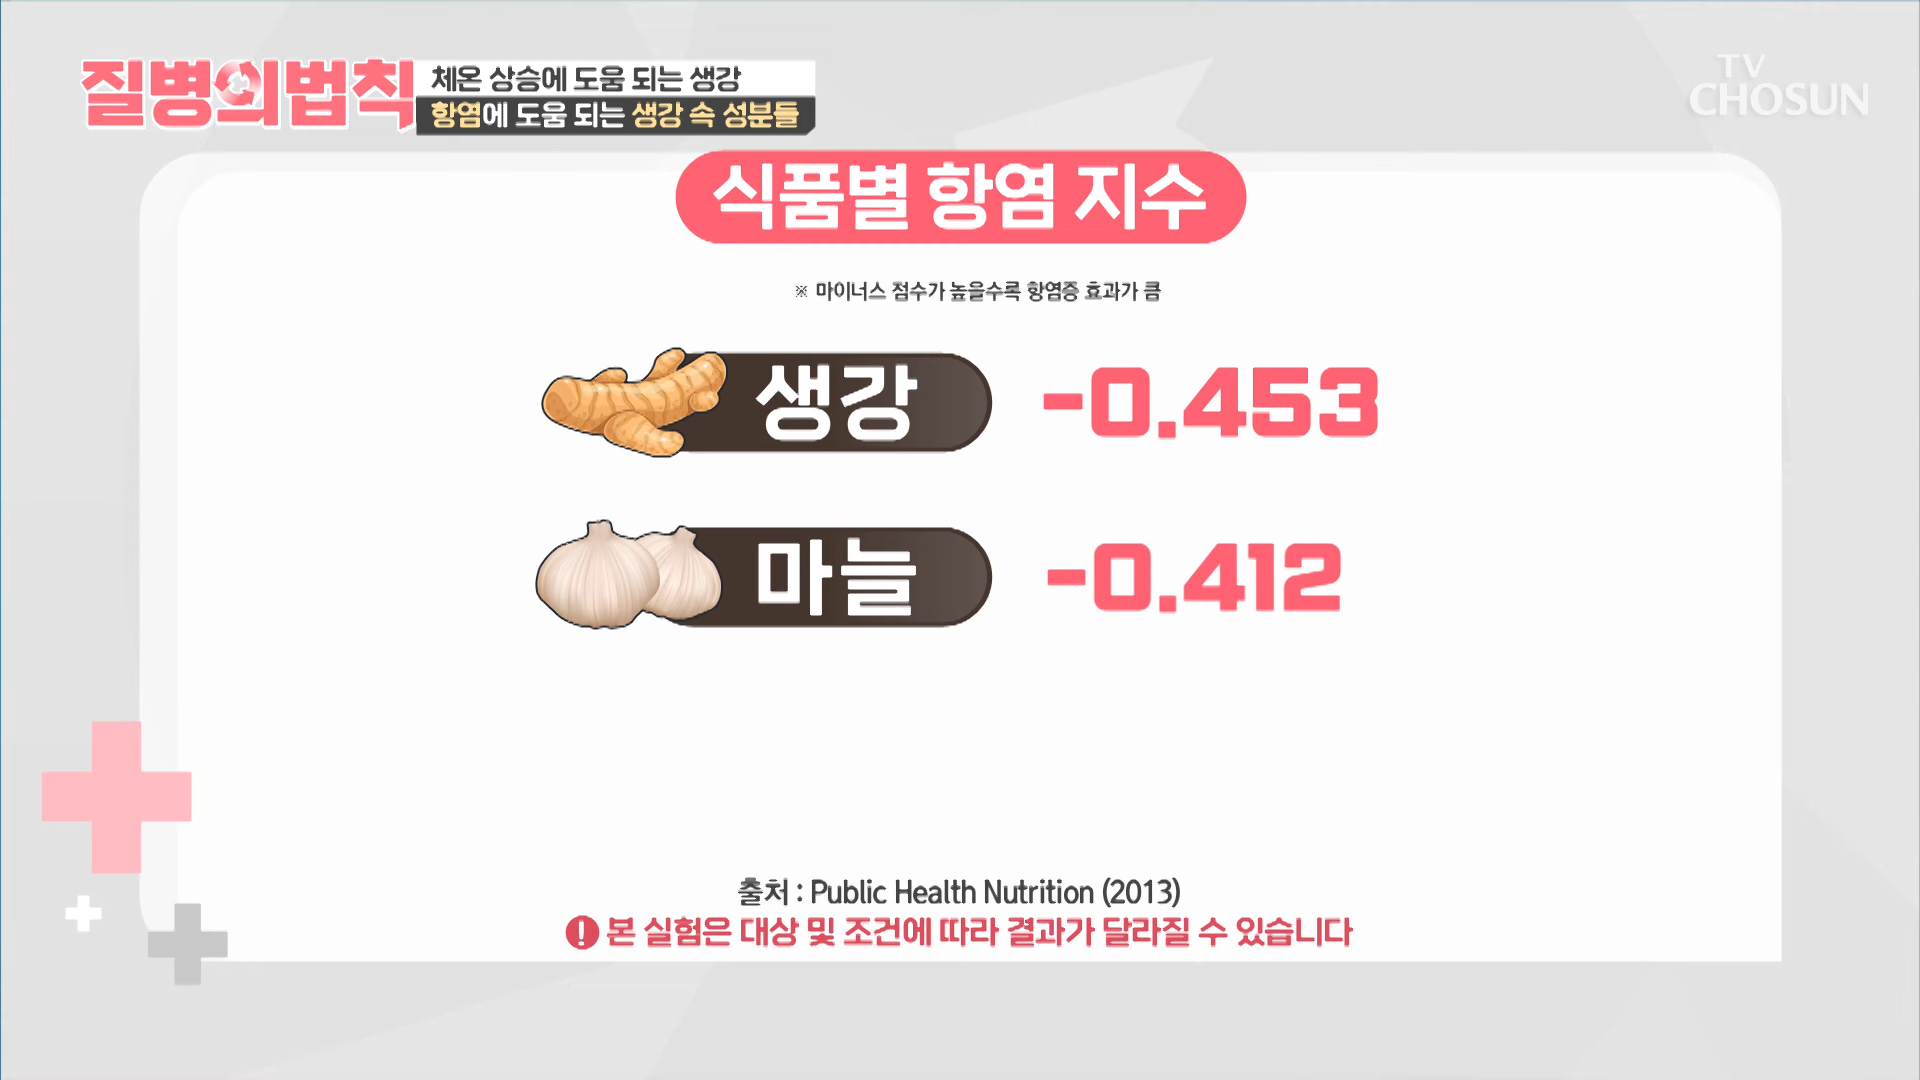 질병의법칙
체온 상승에 도움 되는 생강
항염에 도움 되는 생강 속 성분들
TV
CHOSUN
식품별 항염 지수
※ 마이너스 점수가 높을수록 항염증 효과가 큼
생강 -0.453
마늘 -0.412
출처 : Public Health Nutrition (2013)
! 본 실험은 대상 및 조건에 따라 결과가 달라질 수 있습니다